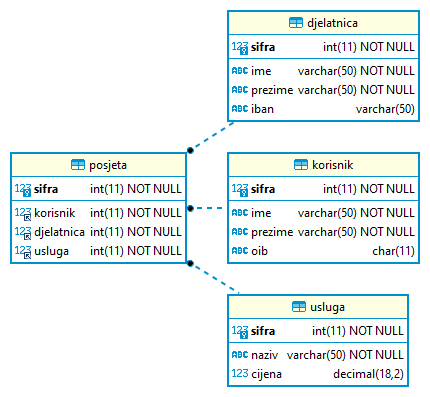 djelatnica
123 sifra int(11) NOT NULL
ABC ime varchar(50) NOT NULL
ABC prezime varchar(50) NOT NULL
ABC iban varchar(50)
posjeta
123 sifra int(11) NOT NULL
123 korisnik int(11) NOT NULL
123 djelatnica int(11) NOT NULL
123 usluga int(11) NOT NULL
korisnik
123 sifra int(11) NOT NULL
ABC ime varchar(50) NOT NULL
ABC prezime varchar(50) NOT NULL
ABC oib char(11)
usluga
123 sifra int(11) NOT NULL
ABC naziv varchar(50) NOT NULL
123 cijena decimal(18,2)